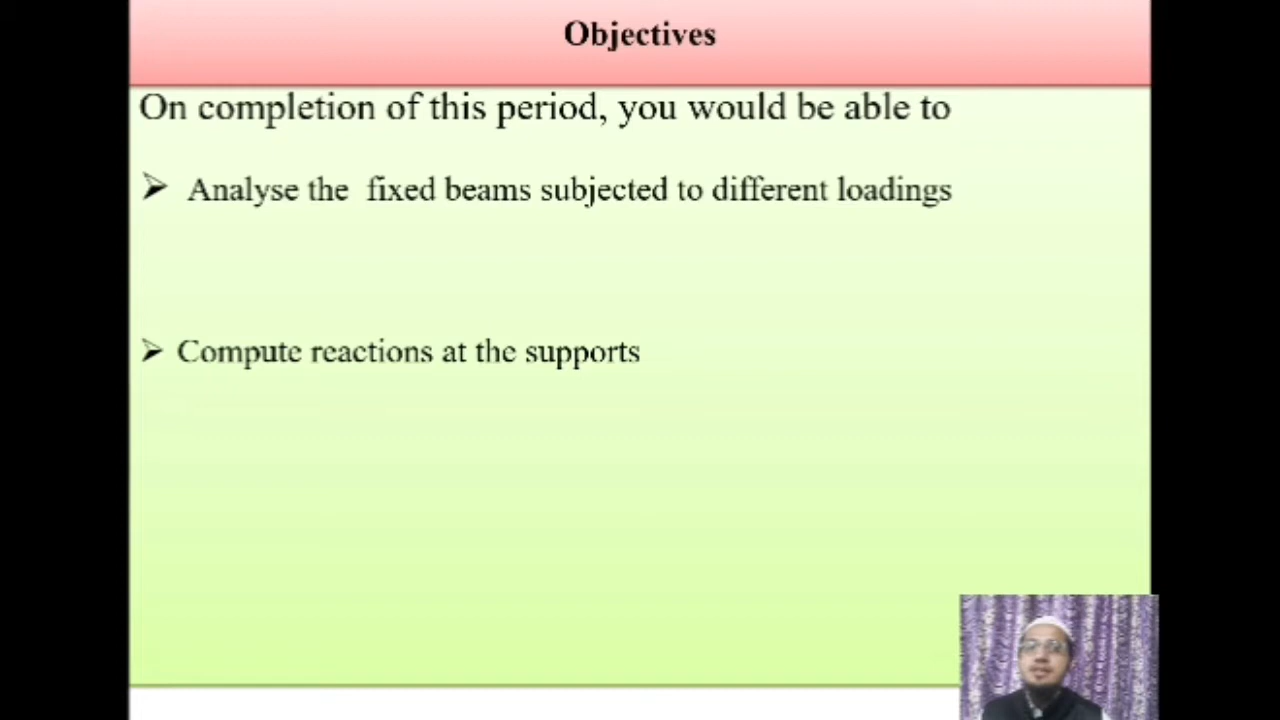 Objectives
On completion of this period, you would be able to
➢ Analyse the fixed beams subjected to different loadings
➢ Compute reactions at the supports